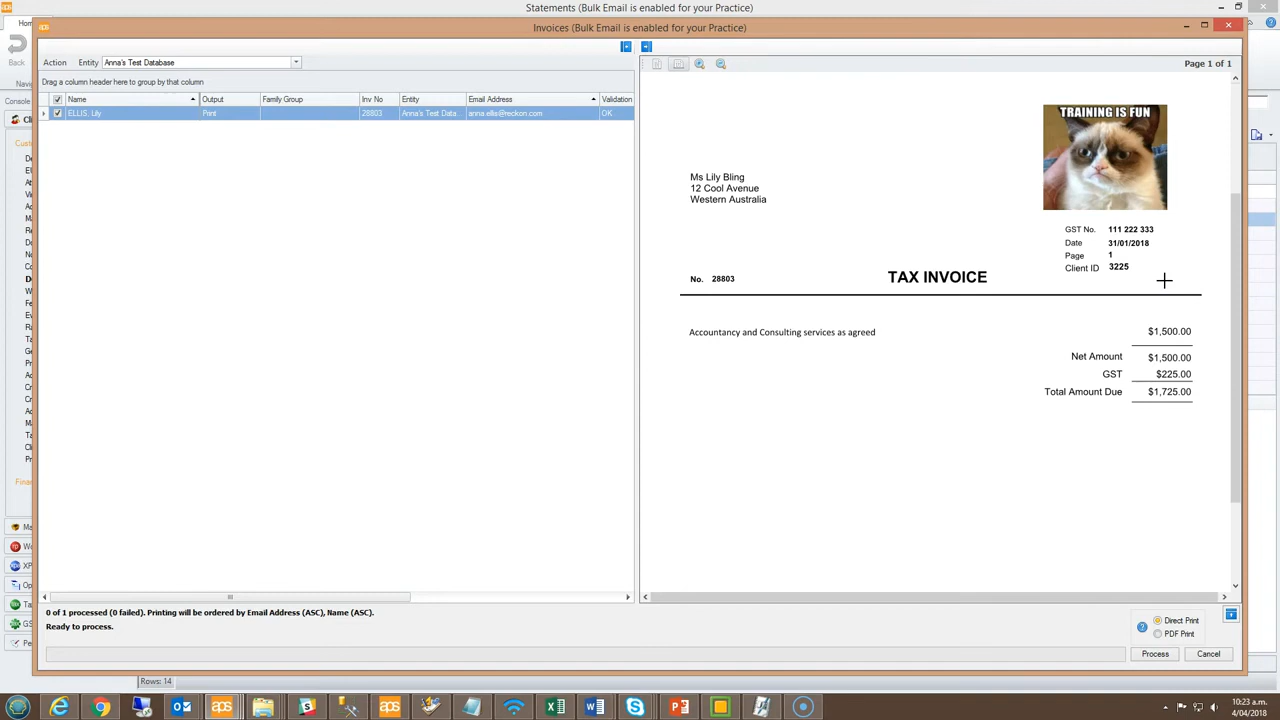 Statements (Bulk Email is enabled for your Practice)
Invoices (Bulk Email is enabled for your Practice)
Back
Console
Action Entity Anna's Test Database
Page 1 of 1
Drag a column header here to group by that column
Name Output Family Group Inv No Entity Email Address Validation
ELLIS, Lily Print 28803 Anna's Test Data anna.ellis@reckon.com OK
TRAINING IS FUN
Ms Lily Bling
12 Cool Avenue
Western Australia
GST No. 111 222 333
Date 31/01/2018
Page 1
Client ID 3225
No. 28803 TAX INVOICE
Accountancy and Consulting services as agreed $1,500.00
Net Amount $1,500.00
GST $225.00
Total Amount Due $1,725.00
0 of 1 processed (0 failed). Printing will be ordered by Email Address (ASC), Name (ASC).
Ready to process.
Direct Print
PDF Print
Process Cancel
Rows: 14
aps
10:23 a.m.
4/04/2018